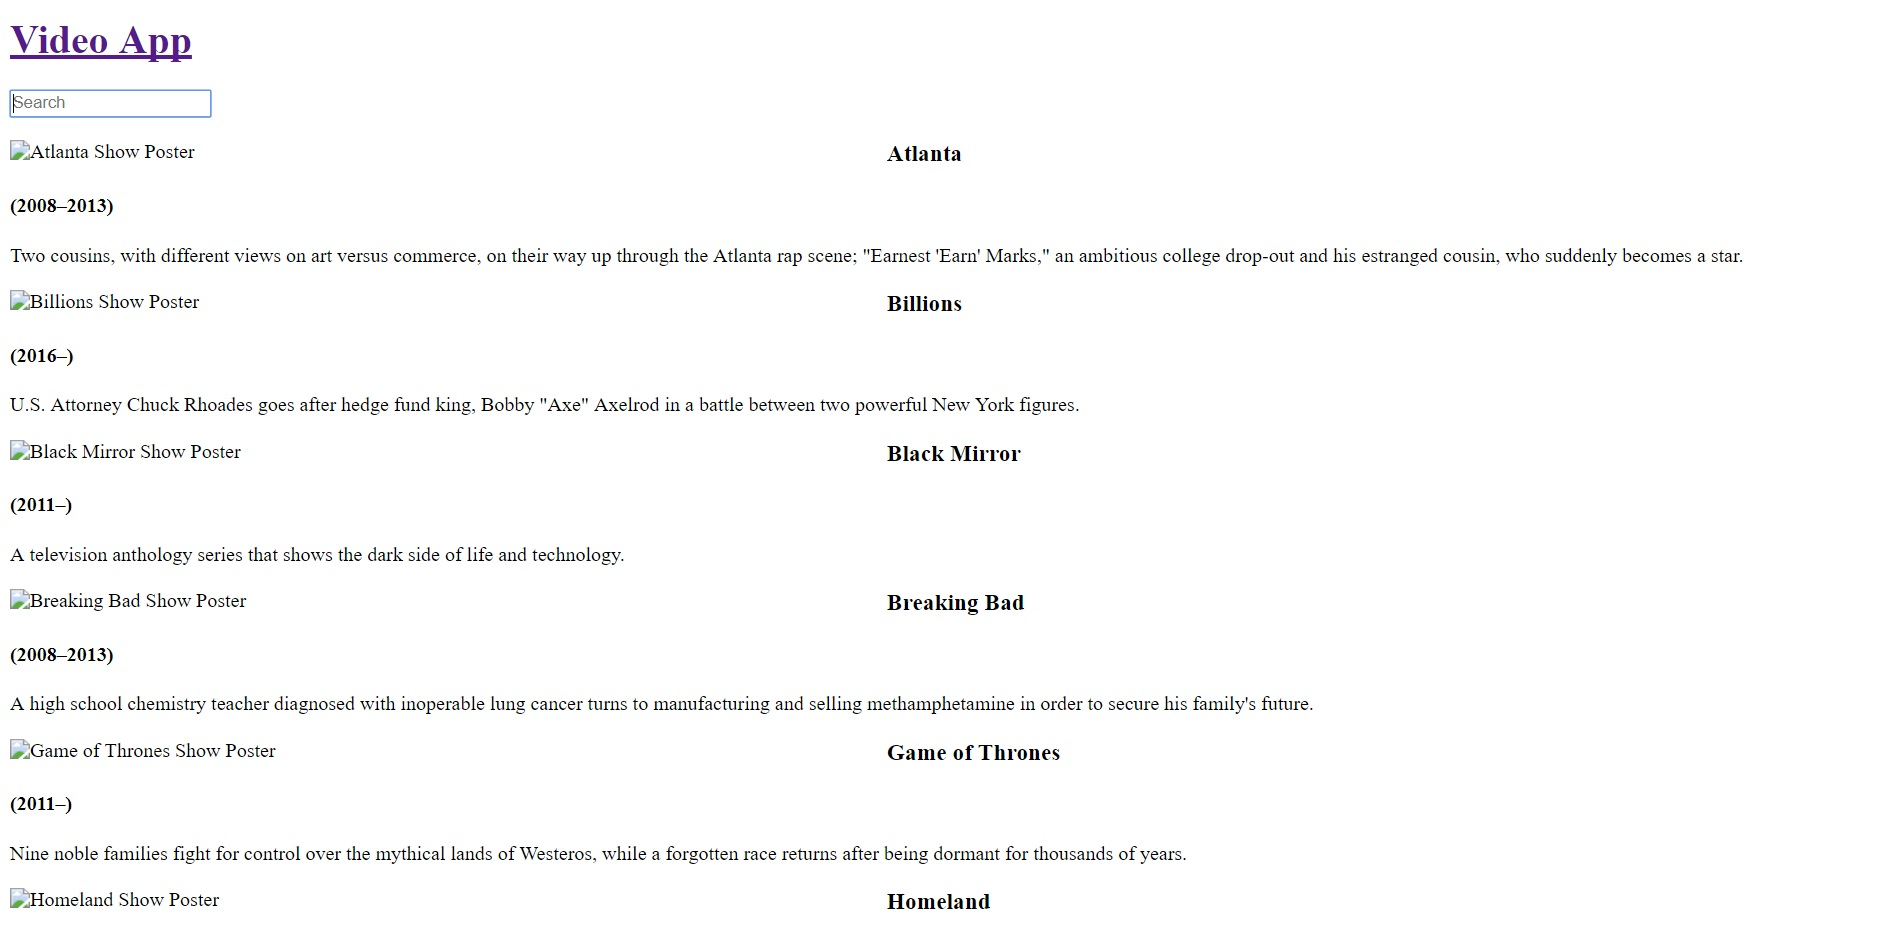 Video App
Search
Atlanta Show Poster
Atlanta
(2008–2013)
Two cousins, with different views on art versus commerce, on their way up through the Atlanta rap scene; "Earnest 'Earn' Marks," an ambitious college drop-out and his estranged cousin, who suddenly becomes a star.
Billions Show Poster
Billions
(2016–)
U.S. Attorney Chuck Rhoades goes after hedge fund king, Bobby "Axe" Axelrod in a battle between two powerful New York figures.
Black Mirror Show Poster
Black Mirror
(2011–)
A television anthology series that shows the dark side of life and technology.
Breaking Bad Show Poster
Breaking Bad
(2008–2013)
A high school chemistry teacher diagnosed with inoperable lung cancer turns to manufacturing and selling methamphetamine in order to secure his family's future.
Game of Thrones Show Poster
Game of Thrones
(2011–)
Nine noble families fight for control over the mythical lands of Westeros, while a forgotten race returns after being dormant for thousands of years.
Homeland Show Poster
Homeland